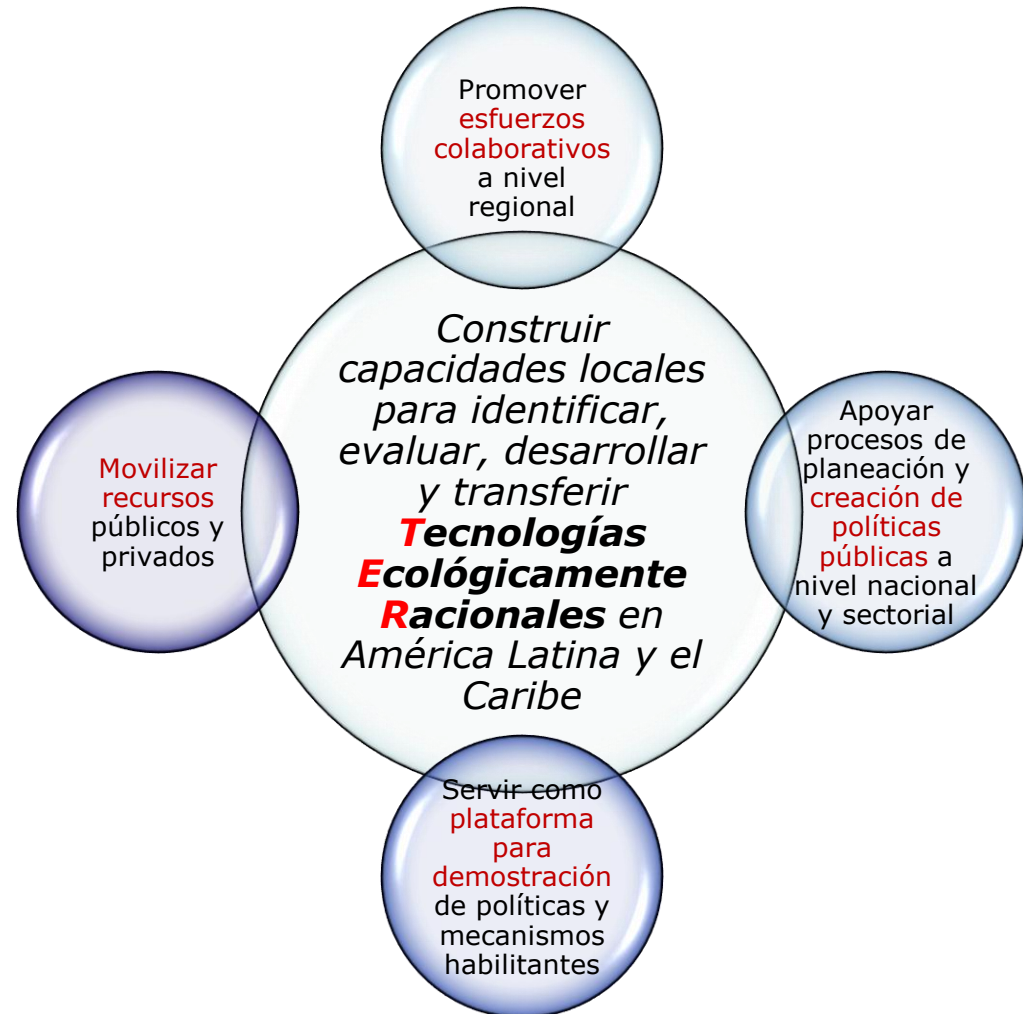 Promover
esfuerzos
colaborativos
a nivel
regional
Construir
capacidades locales
para identificar,
evaluar, desarrollar
y transferir
Tecnologías
Ecológicamente
Racionales en
América Latina y el
Caribe
Movilizar
recursos
públicos y
privados
Apoyar
procesos de
planeación y
creación de
políticas
públicas a
nivel nacional
y sectorial
Servir como
plataforma
para
demostración
de políticas y
mecanismos
habilitantes